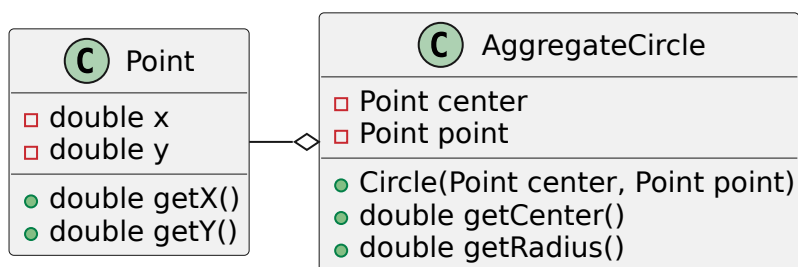 C Point
double x
double y
double getX()
double getY()
C AggregateCircle
Point center
Point point
Circle(Point center, Point point)
double getCenter()
double getRadius()